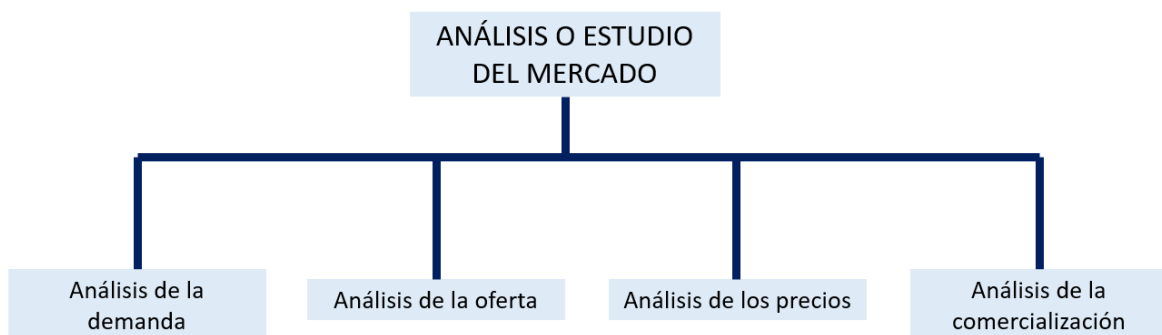 ANÁLISIS O ESTUDIO
DEL MERCADO
Análisis de la
demanda
Análisis de la oferta
Análisis de los precios
Análisis de la
comercialización